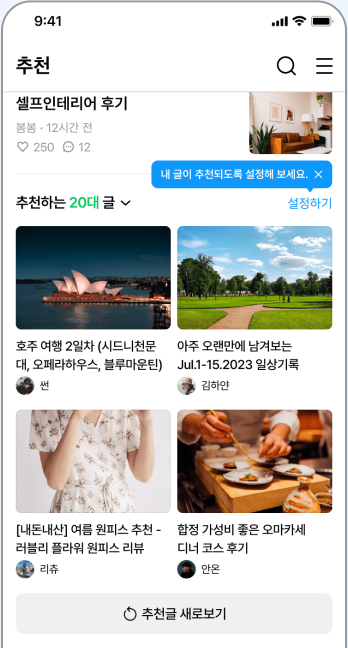 9:41
추천
셀프인테리어 후기
봄봄 · 12시간 전
250 12
내 글이 추천되도록 설정해 보세요. ×
추천하는 20대 글
설정하기
호주 여행 2일차 (시드니천문
대, 오페라하우스, 블루마운틴)
썬
아주 오랜만에 남겨보는
Jul.1-15.2023 일상기록
김하얀
[내돈내산] 여름 원피스 추천 -
러블리 플라워 원피스 리뷰
리츄
합정 가성비 좋은 오마카세
디너 코스 후기
안온
추천글 새로보기